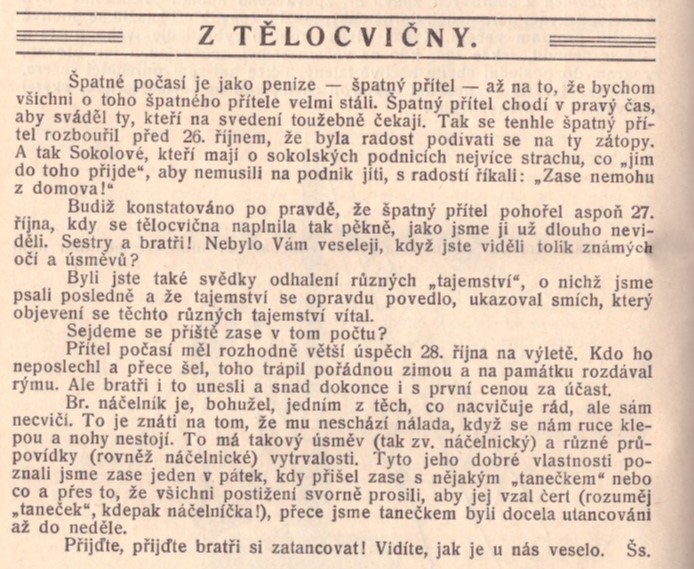 Z TĚLOCVIČNY.
Špatné počasí je jako peníze — špatný přítel — až na to, že bychom
všichni o toho špatného přítele velmi stáli. Špatný přítel chodí v pravý čas,
aby sváděl ty, kteří na svedení toužebně čekají. Tak se tenhle špatný pří-
tel rozbouřil před 26. říjnem, že byla radost podívati se na ty zátopy.
A tak Sokolové, kteří mají o sokolských podnicích nejvíce strachu, co „jim
do toho přijde“, aby nemusili na podnik jíti, s radostí říkali: „Zase nemohu
z domova!“
Budiž konstatováno po pravdě, že špatný přítel pohořel aspoň 27.
října, kdy se tělocvična naplnila tak pěkně, jako jsme ji už dlouho nevi-
děli. Sestry a bratři! Nebylo Vám veseleji, když jste viděli tolik známých
očí a úsměvů?
Byli jste také svědky odhalení různých „tajemství“, o nichž jsme
psali posledně a že tajemství se opravdu povedlo, ukazoval smích, který
objevení se těchto různých tajemství vítal.
Sejdeme se příště zase v tom počtu?
Přítel počasí měl rozhodně větší úspěch 28. října na výletě. Kdo ho
neposlechl a přece šel, toho trápil pořádnou zimou a na památku rozdával
rýmu. Ale bratři i to unesli a snad dokonce i s první cenou za účast.
Br. náčelník je, bohužel, jedním z těch, co nacvičuje rád, ale sám
necvičí. To je znáti na tom, že mu neschází nálada, když se nám ruce kle-
pou a nohy nestojí. To má takový úsměv (tak zv. náčelnický) a různé prů-
povídky (rovněž náčelnické) vytrvalosti. Tyto jeho dobré vlastnosti po-
znali jsme zase jeden v pátek, kdy přišel zase s nějakým „tanečkem“ nebo
co a přes to, že všichni postižení svorně prosili, aby jej vzal čert (rozuměj
„taneček“, kdepak náčelníčka!), přece jsme tanečkem byli docela utancováni
až do neděle.
Přijďte, přijďte bratři si zatancovat! Vidíte, jak je u nás veselo. Šs.